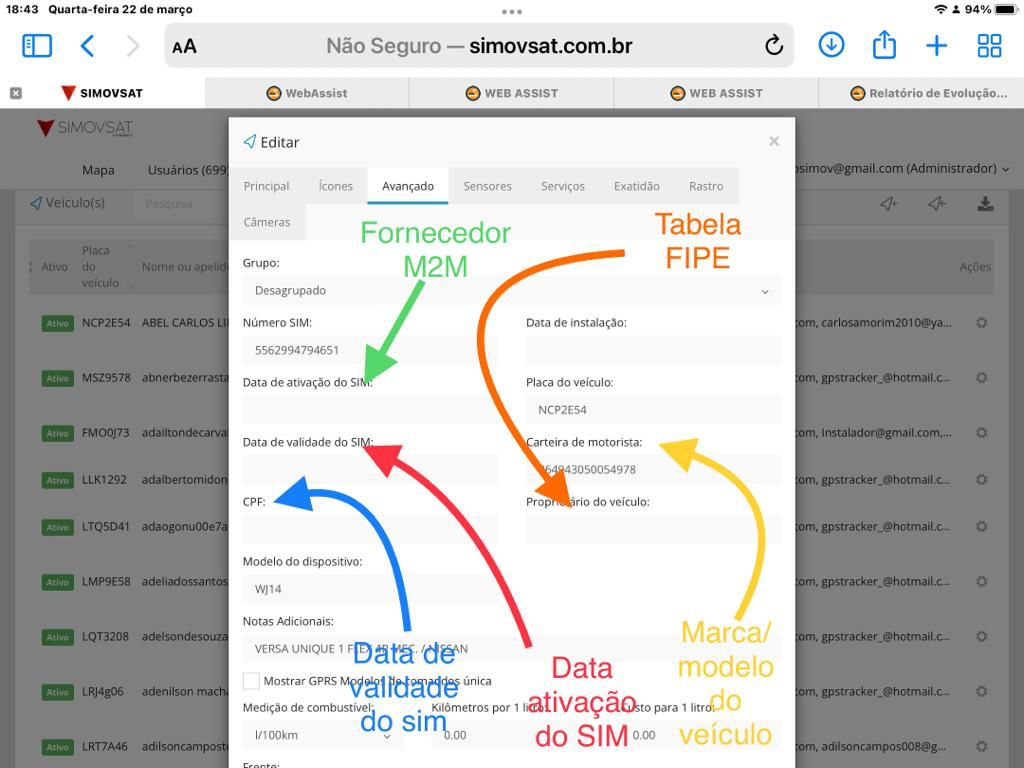 18:43 Quarta-feira 22 de março
94%
AA
Não Seguro — simovsat.com.br
SIMOVSAT
WebAssist
WEB ASSIST
WEB ASSIST
Relatório de Evolução...
SIMOVSAT
Mapa
Usuários (699)
osimov@gmail.com (Administrador)
Veículo(s)
Pesquisa
Editar
Principal
Ícones
Avançado
Sensores
Serviços
Exatidão
Rastro
Câmeras
Fornecedor
M2M
Tabela
FIPE
Ativo
Placa
do
veículo
Nome ou apelid
Ações
Grupo:
Desagrupado
Número SIM:
5562994794651
Data de instalação:
Data de ativação do SIM:
Placa do veículo:
NCP2E54
Data de validade do SIM:
Carteira de motorista:
64943050054978
CPF:
Proprietário do veículo:
Modelo do dispositivo:
WJ14
Notas Adicionais:
VERSA UNIQUE 1 FLEX 4P MEC. / NISSAN
Mostrar GPRS Modelos de comandos única
Medição de combustível:
Kilômetros por 1 litro:
Custo para 1 litro:
l/100km
0.00
0.00
Frente:
Data de
validade
do sim
Data
ativação
do SIM
Marca/
modelo
do
veículo
Ativo NCP2E54 ABEL CARLOS LI
com, carlosamorim2010@ya...
Ativo MSZ9578 abnerbezerrasta
com, gpstracker_@hotmail.c...
Ativo FMO0J73 adailtondecarval
com, Instalador@gmail.com,...
Ativo LLK1292 adalbertomidon
com, gpstracker_@hotmail.c...
Ativo LTQ5D41 adaogonu00e7a
com, gpstracker_@hotmail.c...
Ativo LMP9E58 adeliadossantos
com, gpstracker_@hotmail.c...
Ativo LQT3208 adelsondesouza
com, gpstracker_@hotmail.c...
Ativo LRJ4g06 adenilson macha
com, gpstracker_@hotmail.c...
Ativo LRT7A46 adilsoncamposte
com, adilsoncampos008@g...